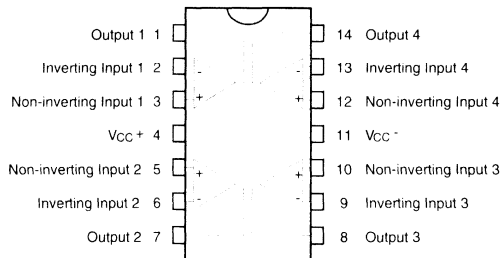 Output 1 1 14 Output 4
Inverting Input 1 2 - - 13 Inverting Input 4
Non-inverting Input 1 3 + + 12 Non-inverting Input 4
VCC + 4 11 VCC -
Non-inverting Input 2 5 + + 10 Non-inverting Input 3
Inverting Input 2 6 - - 9 Inverting Input 3
Output 2 7 8 Output 3